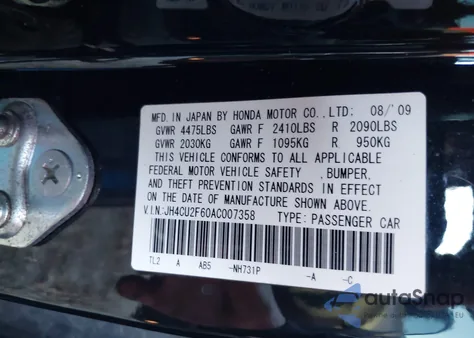 MFD. IN JAPAN BY HONDA MOTOR CO., LTD: 08/'09
GVWR 4475LBS GAWR F 2410LBS R 2090LBS
GVWR 2030KG GAWR F 1095KG R 950KG
THIS VEHICLE CONFORMS TO ALL APPLICABLE
FEDERAL MOTOR VEHICLE SAFETY , BUMPER,
AND THEFT PREVENTION STANDARDS IN EFFECT
ON THE DATE OF MANUFACTURE SHOWN ABOVE.
V.I.N:JH4CU2F60AC007358 TYPE: PASSENGER CAR
TL2 A AB5 -NH731P -A -C
autoSnap